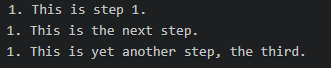 1. This is step 1.
1. This is the next step.
1. This is yet another step, the third.